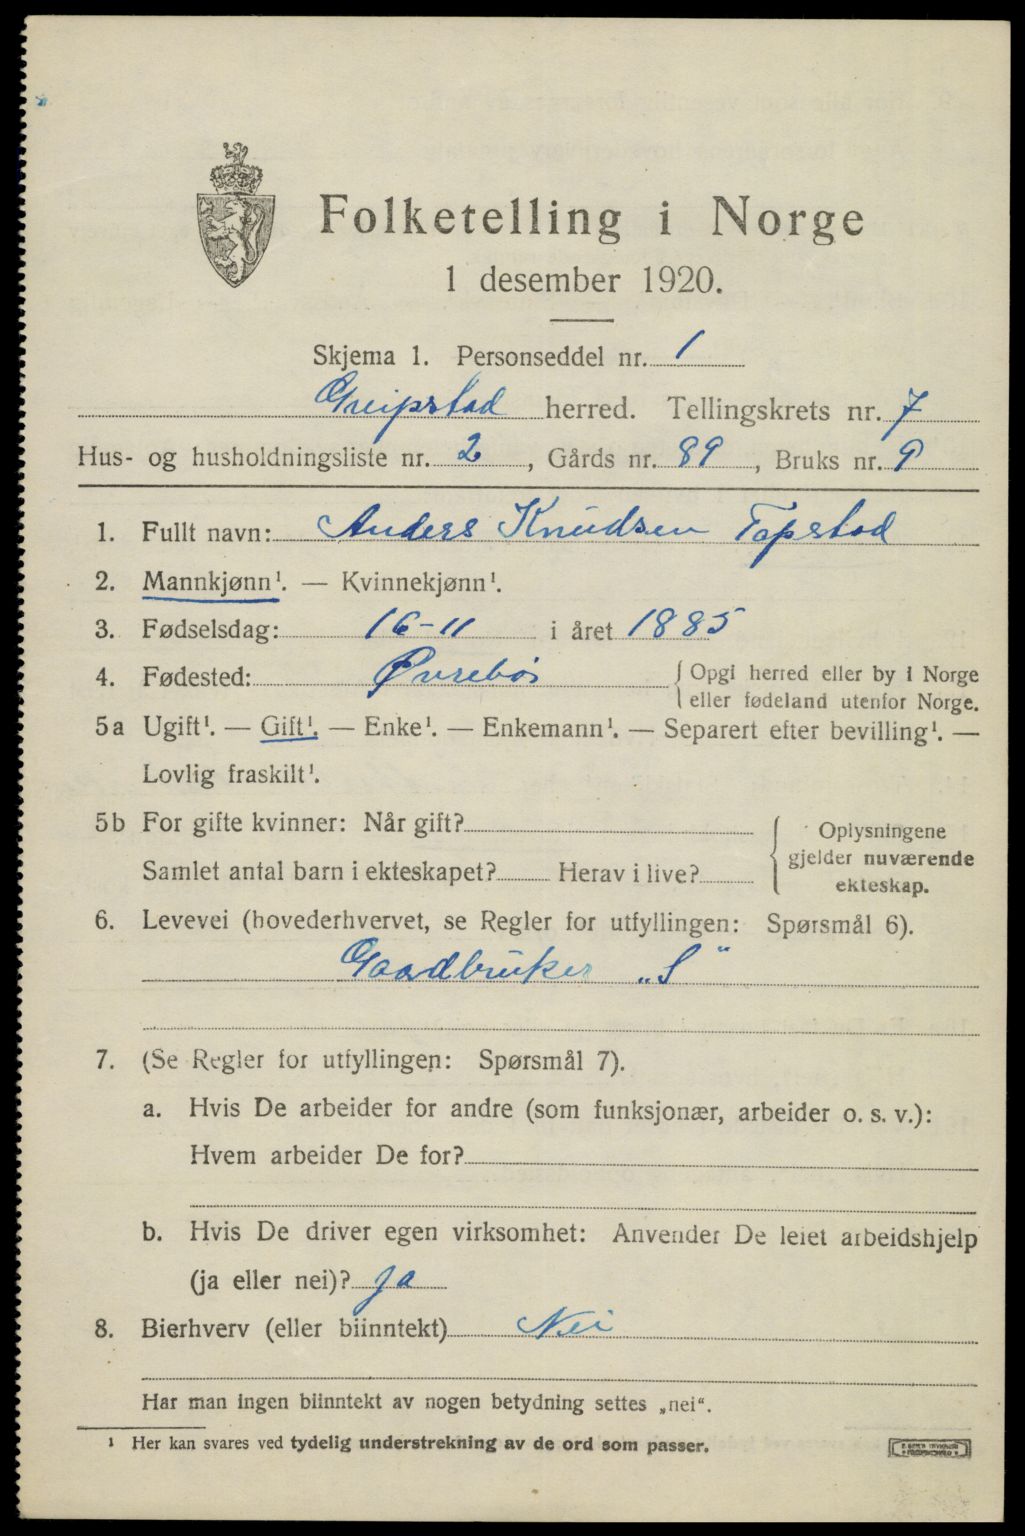 Folketelling i Norge
1 desember 1920.
Skjema 1. Personseddel nr. 1
Greipstad herred. Tellingskrets nr. 7
Hus- og husholdningsliste nr. 2, Gårds nr. 89, Bruks nr. 9
1. Fullt navn: Anders Knudsen Tapstad
2. Mannkjønn¹. — Kvinnekjønn¹.
3. Fødselsdag: 16-11 i året 1885
4. Fødested: Øvrebø { Opgi herred eller by i Norge
eller fødeland utenfor Norge.
5a Ugift¹. — Gift¹. — Enke¹. — Enkemann¹. — Separert efter bevilling¹. —
Lovlig fraskilt¹.
5b For gifte kvinner: Når gift?
Samlet antal barn i ekteskapet? Herav i live?
{ Oplysningene
gjelder nuværende
ekteskap.
6. Levevei (hovederhvervet, se Regler for utfyllingen: Spørsmål 6).
Gaardbruker „S"
7. (Se Regler for utfyllingen: Spørsmål 7).
a. Hvis De arbeider for andre (som funksjonær, arbeider o. s. v.):
Hvem arbeider De for?
b. Hvis De driver egen virksomhet: Anvender De leiet arbeidshjelp
(ja eller nei)? ja
8. Bierhverv (eller biinntekt) Nei
Har man ingen biinntekt av nogen betydning settes „nei".
¹ Her kan svares ved tydelig understrekning av de ord som passer.